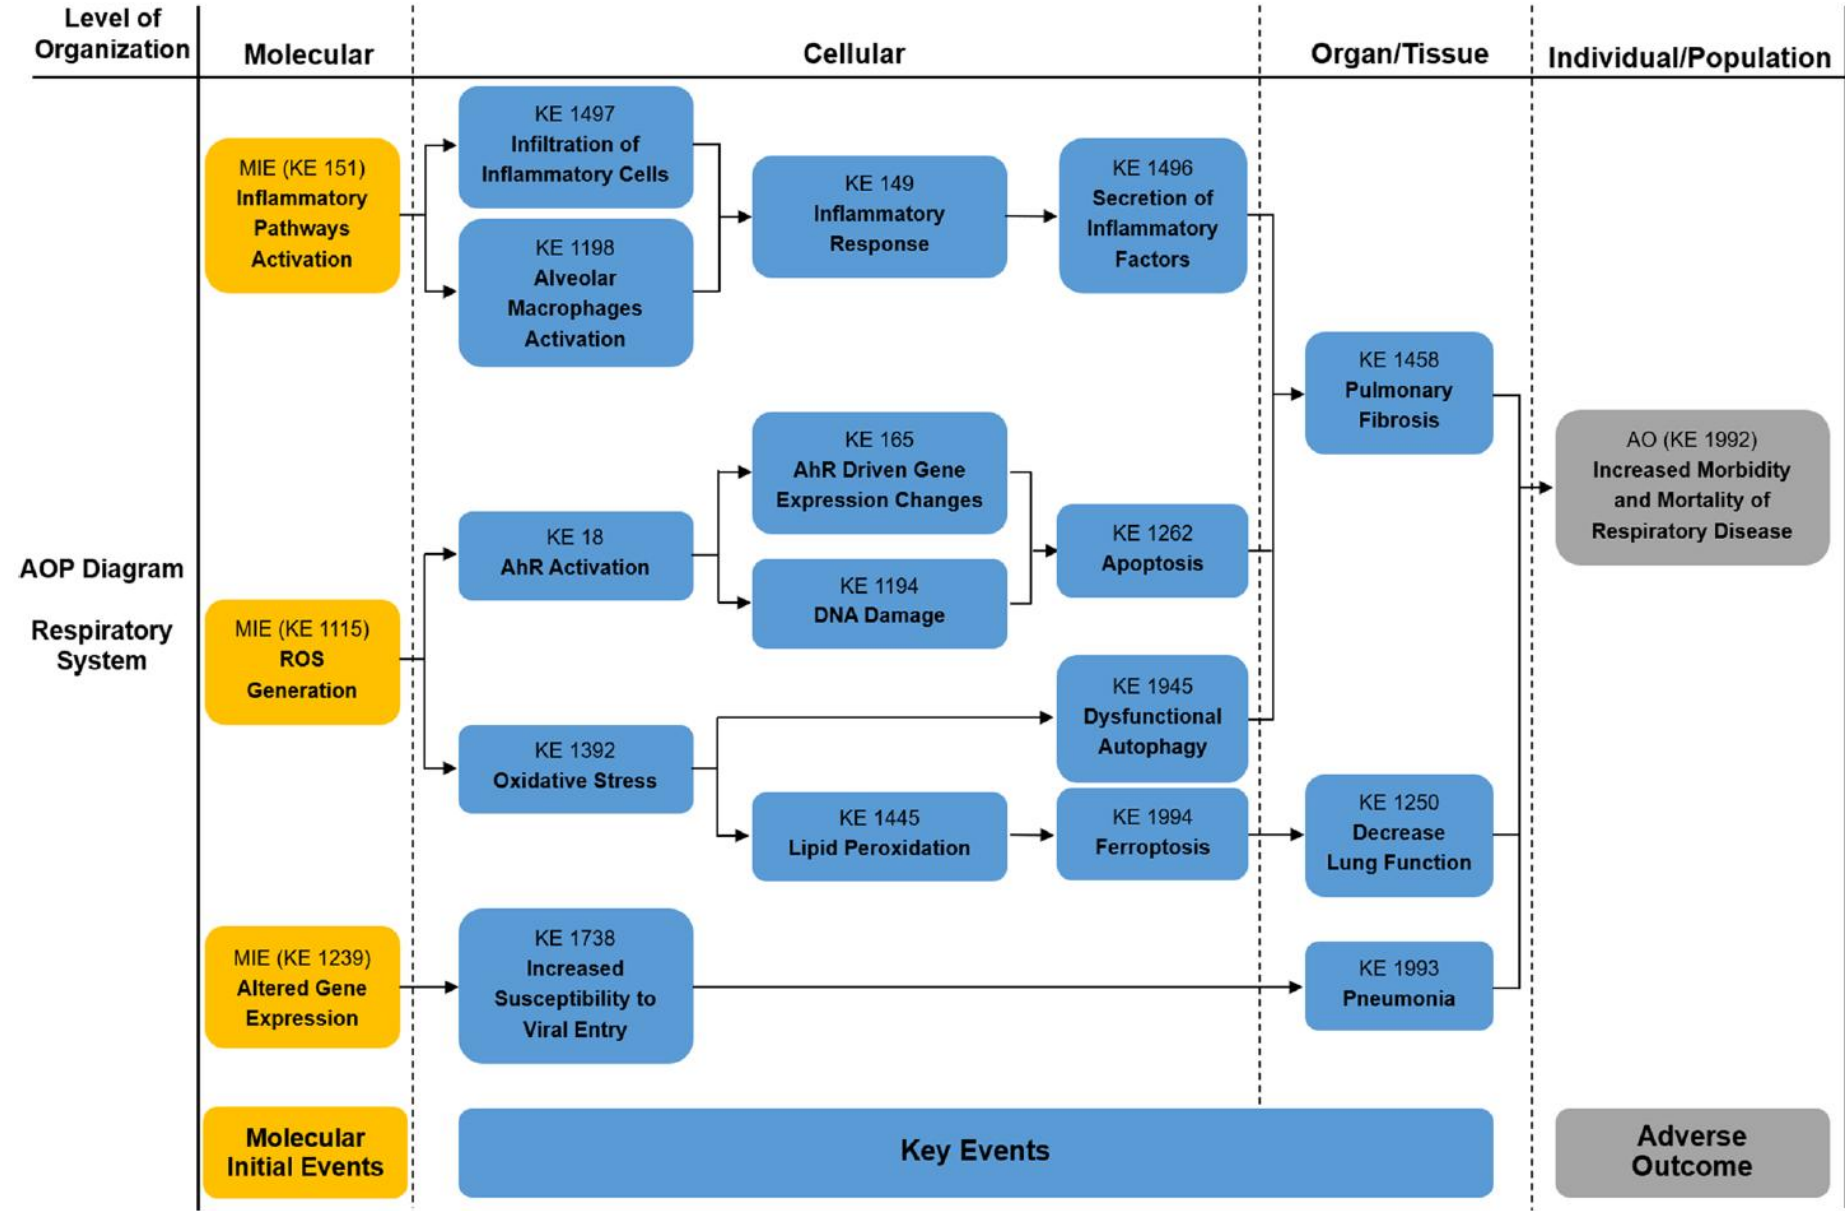 Level of
Organization
Molecular
Cellular
Organ/Tissue
Individual/Population
AOP Diagram
Respiratory
System
MIE (KE 151)
Inflammatory
Pathways
Activation
KE 1497
Infiltration of
Inflammatory Cells
KE 1198
Alveolar
Macrophages
Activation
KE 149
Inflammatory
Response
KE 1496
Secretion of
Inflammatory
Factors
KE 1458
Pulmonary
Fibrosis
AO (KE 1992)
Increased Morbidity
and Mortality of
Respiratory Disease
MIE (KE 1115)
ROS
Generation
KE 18
AhR Activation
KE 165
AhR Driven Gene
Expression Changes
KE 1194
DNA Damage
KE 1262
Apoptosis
KE 1392
Oxidative Stress
KE 1945
Dysfunctional
Autophagy
KE 1445
Lipid Peroxidation
KE 1994
Ferroptosis
KE 1250
Decrease
Lung Function
MIE (KE 1239)
Altered Gene
Expression
KE 1738
Increased
Susceptibility to
Viral Entry
KE 1993
Pneumonia
Molecular
Initial Events
Key Events
Adverse
Outcome